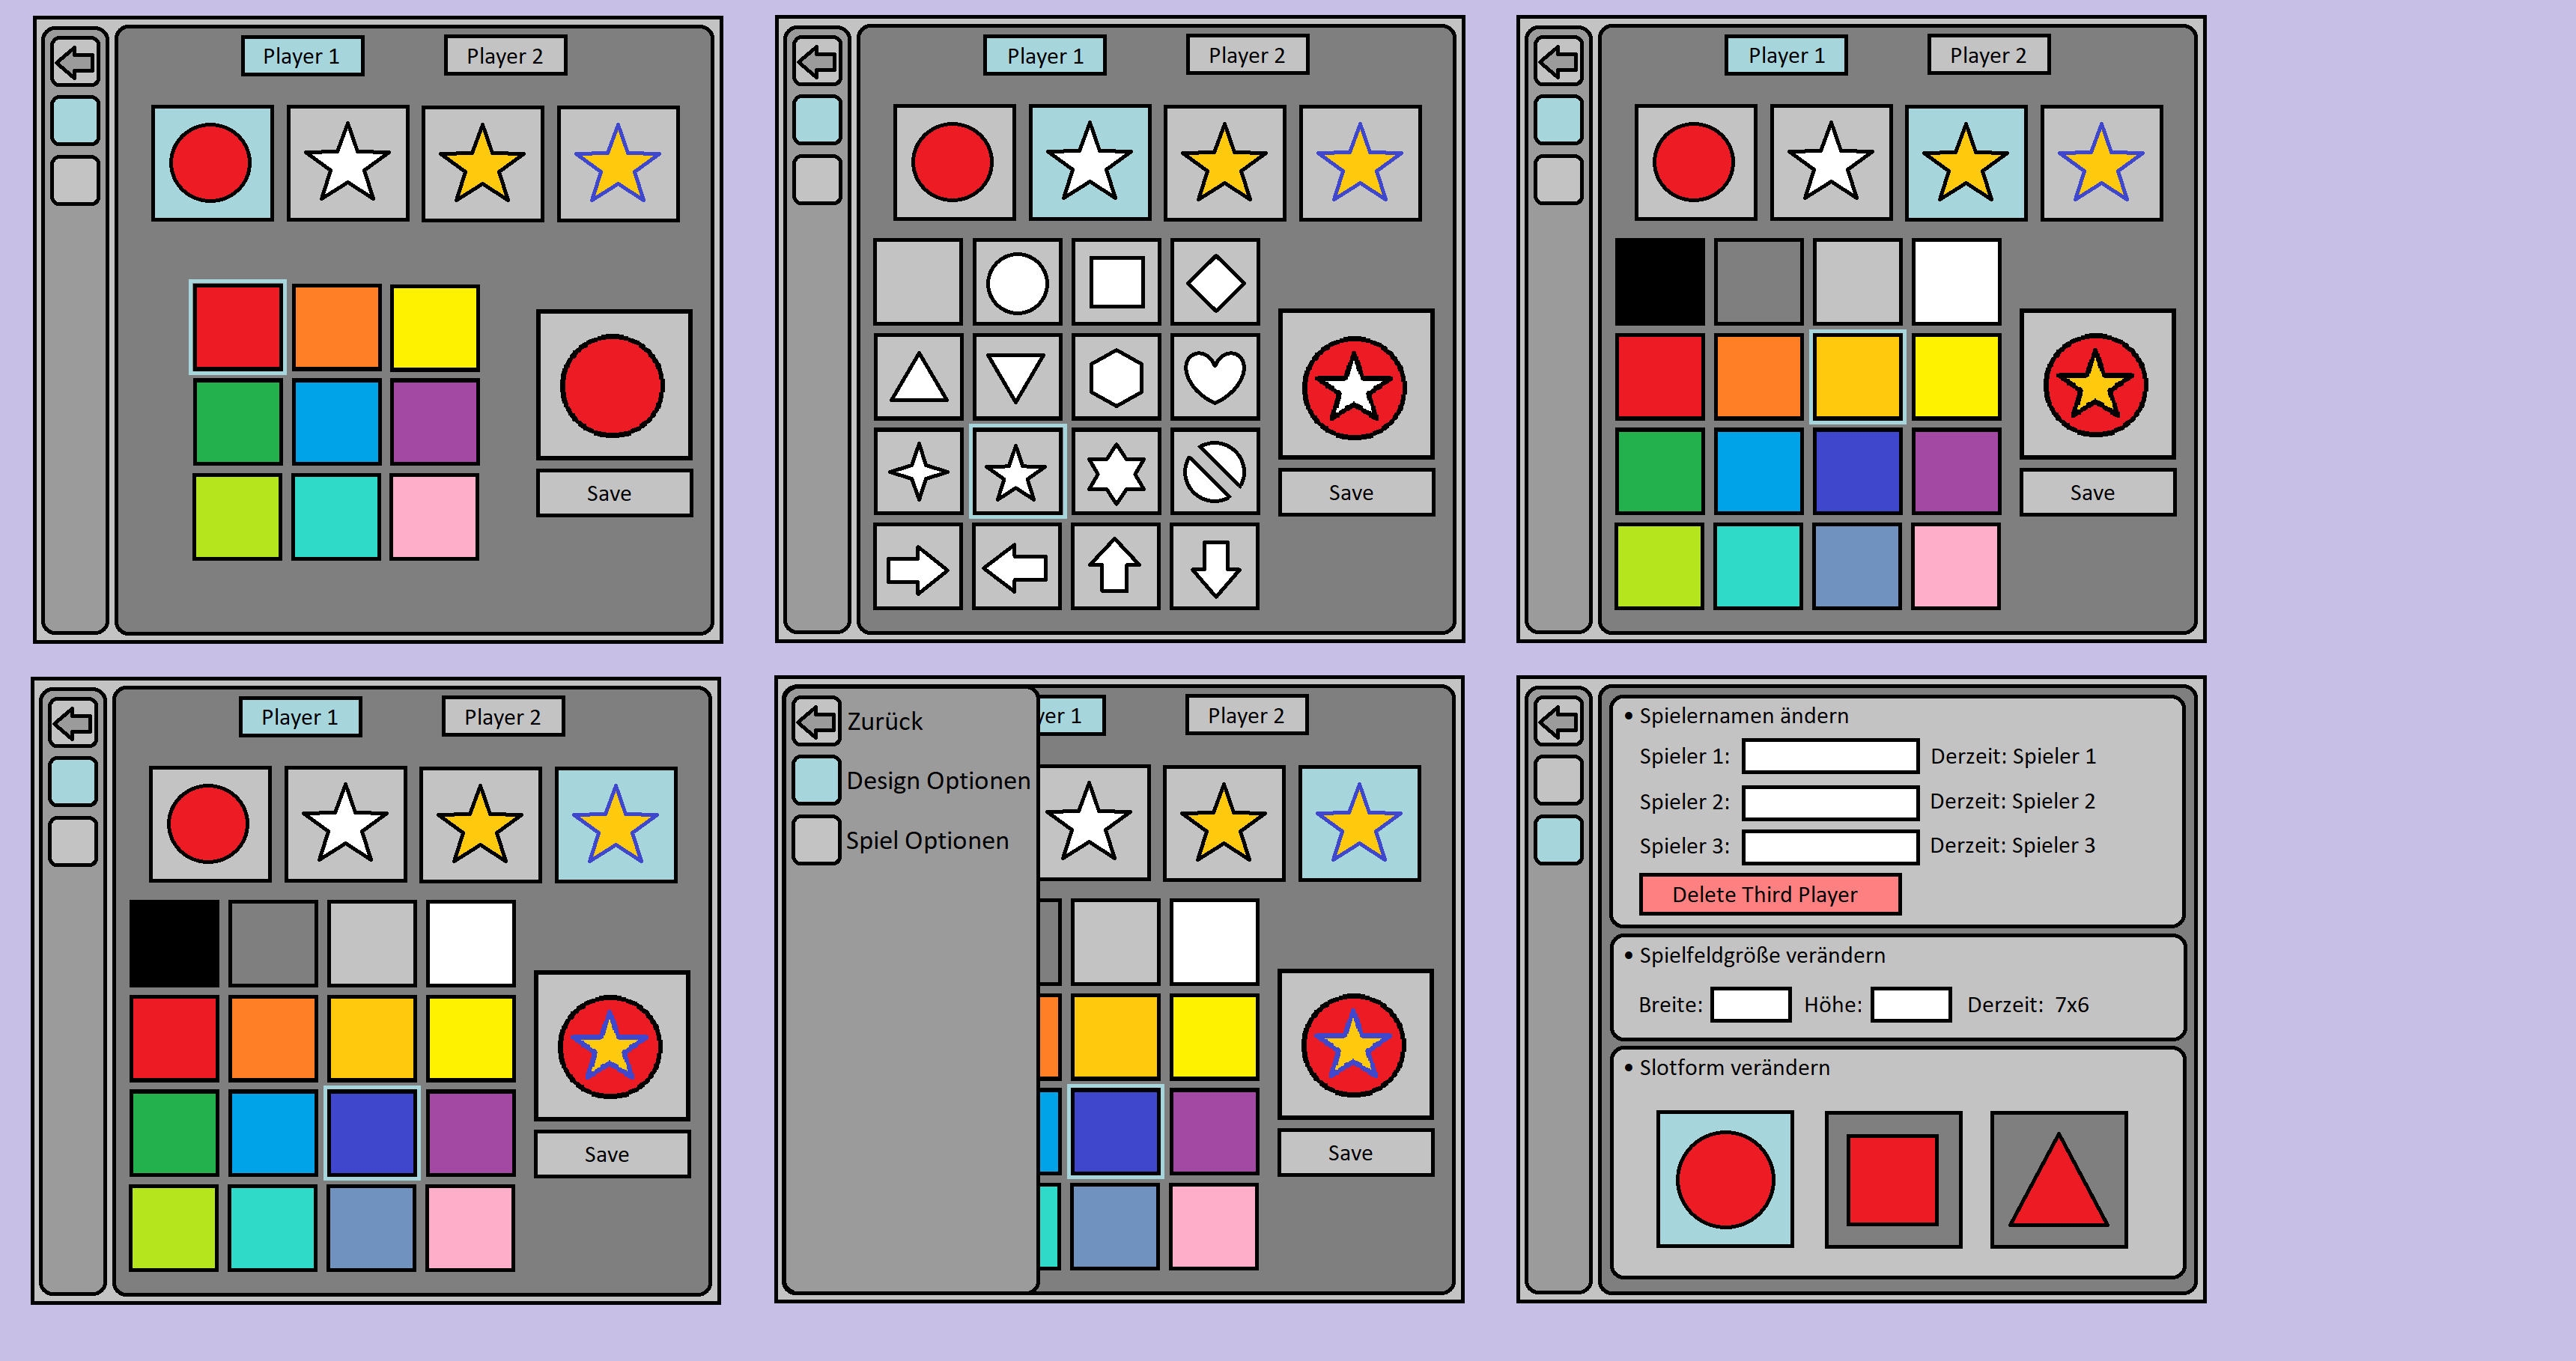 Player 1
Player 2
Save
Player 1
Player 2
Save
Player 1
Player 2
Save
Player 1
Player 2
Save
Zurück
Design Optionen
Spiel Optionen
yer 1
Player 2
Save
• Spielernamen ändern
Spieler 1: Derzeit: Spieler 1
Spieler 2: Derzeit: Spieler 2
Spieler 3: Derzeit: Spieler 3
Delete Third Player
• Spielfeldgröße verändern
Breite: Höhe: Derzeit: 7x6
• Slotform verändern